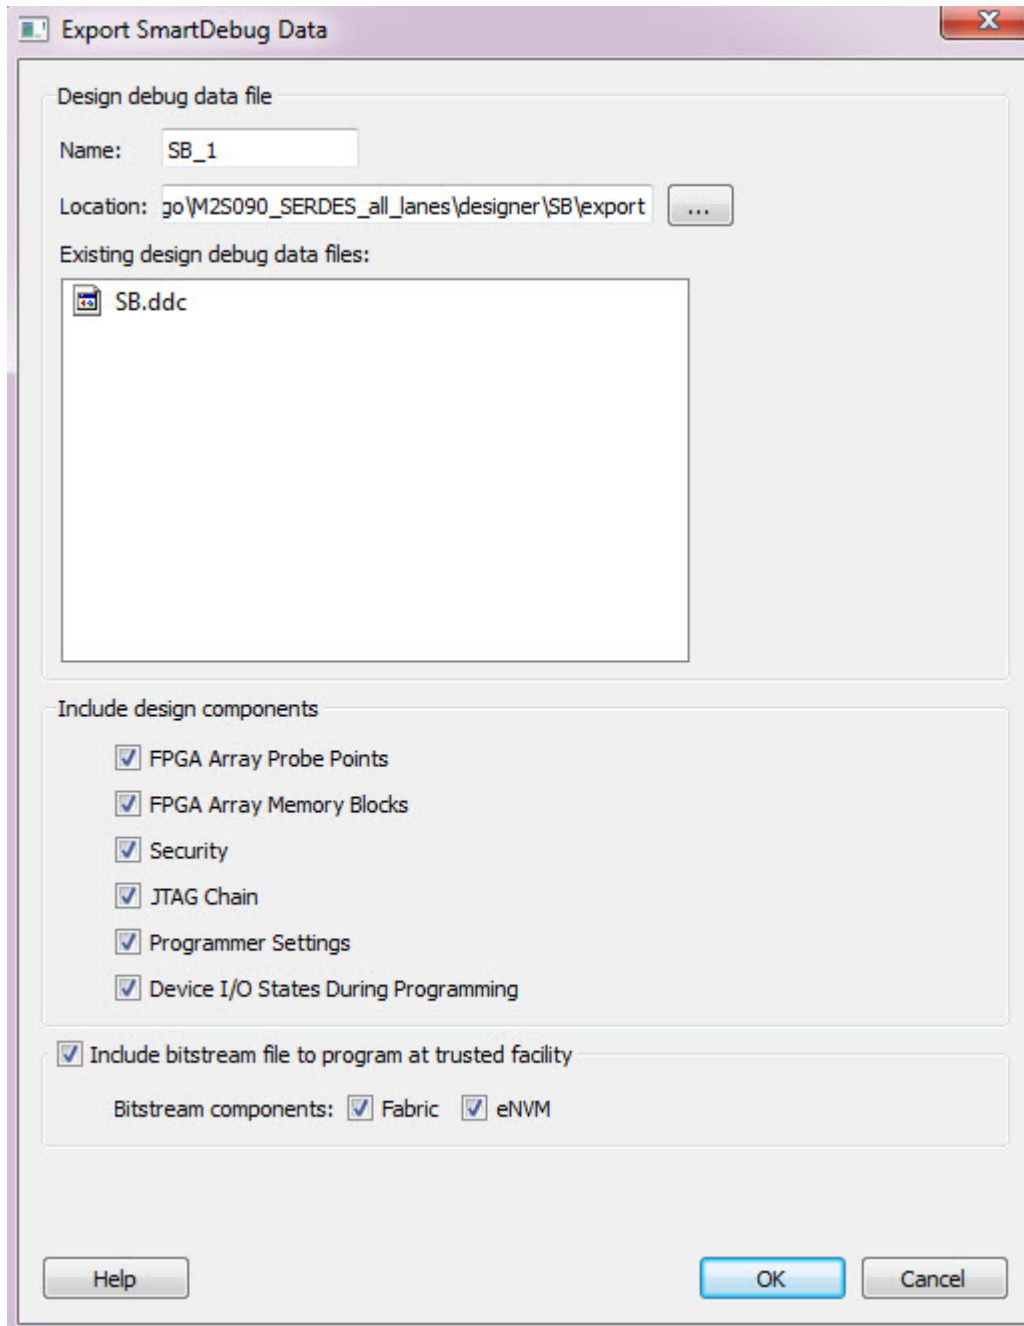 Export SmartDebug Data
Design debug data file
Name: SB_1
Location: go\M2S090_SERDES_all_lanes\designer\SB\export ...
Existing design debug data files:
SB.ddc
Include design components
FPGA Array Probe Points
FPGA Array Memory Blocks
Security
JTAG Chain
Programmer Settings
Device I/O States During Programming
Include bitstream file to program at trusted facility
Bitstream components: Fabric eNVM
Help OK Cancel